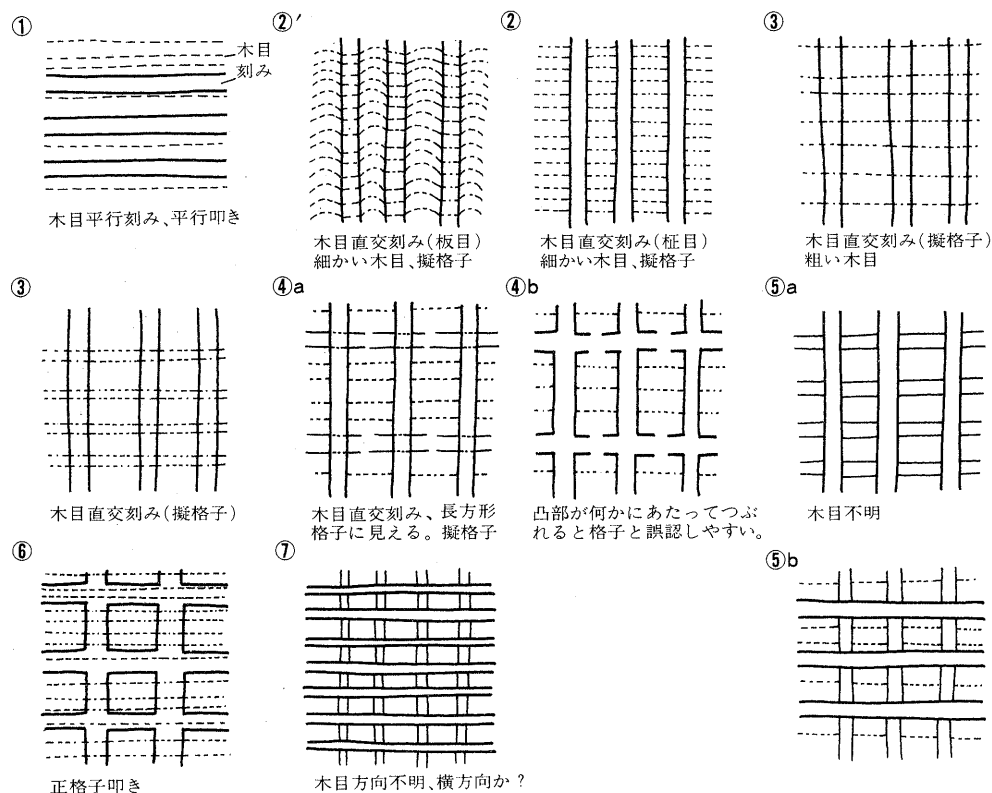 ①
木目
刻み
木目平行刻み、平行叩き
②′
木目直交刻み(板目)
細かい木目、擬格子
②
木目直交刻み(柾目)
細かい木目、擬格子
③
木目直交刻み(擬格子)
粗い木目
③
木目直交刻み(擬格子)
④a
木目直交刻み、長方形
格子に見える。擬格子
④b
凸部が何かにあたってつぶ
れると格子と誤認しやすい。
⑤a
木目不明
⑥
正格子叩き
⑦
木目方向不明、横方向か?
⑤b